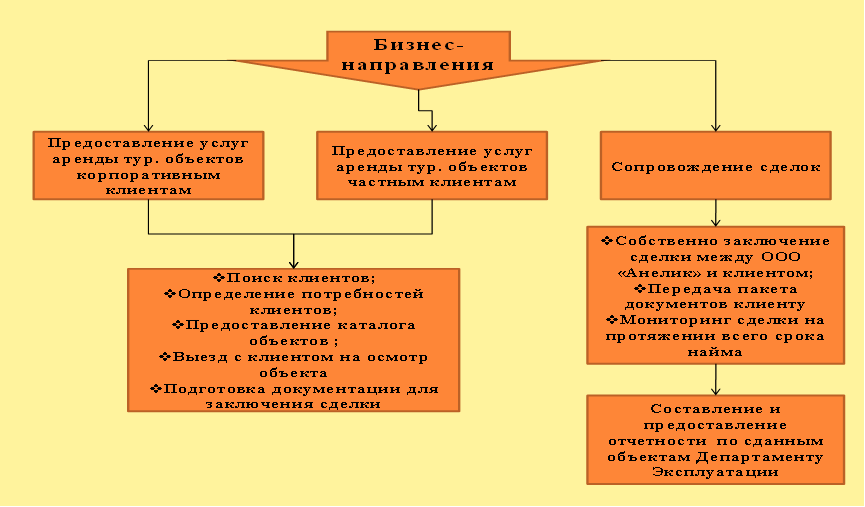 Бизнес-
направления
Предоставление услуг
аренды тур. объектов
корпоративным
клиентам
Предоставление услуг
аренды тур. объектов
частным клиентам
Сопровождение сделок
❖Поиск клиентов;
❖Определение потребностей
клиентов;
❖Предоставление каталога
объектов ;
❖Выезд с клиентом на осмотр
объекта
❖Подготовка документации для
заключения сделки
❖Собственно заключение
сделки между ООО
«Анелик» и клиентом;
❖Передача пакета
документов клиенту
❖Мониторинг сделки на
протяжении всего срока
найма
Составление и
предоставление
отчетности по сданным
объектам Департаменту
Эксплуатации